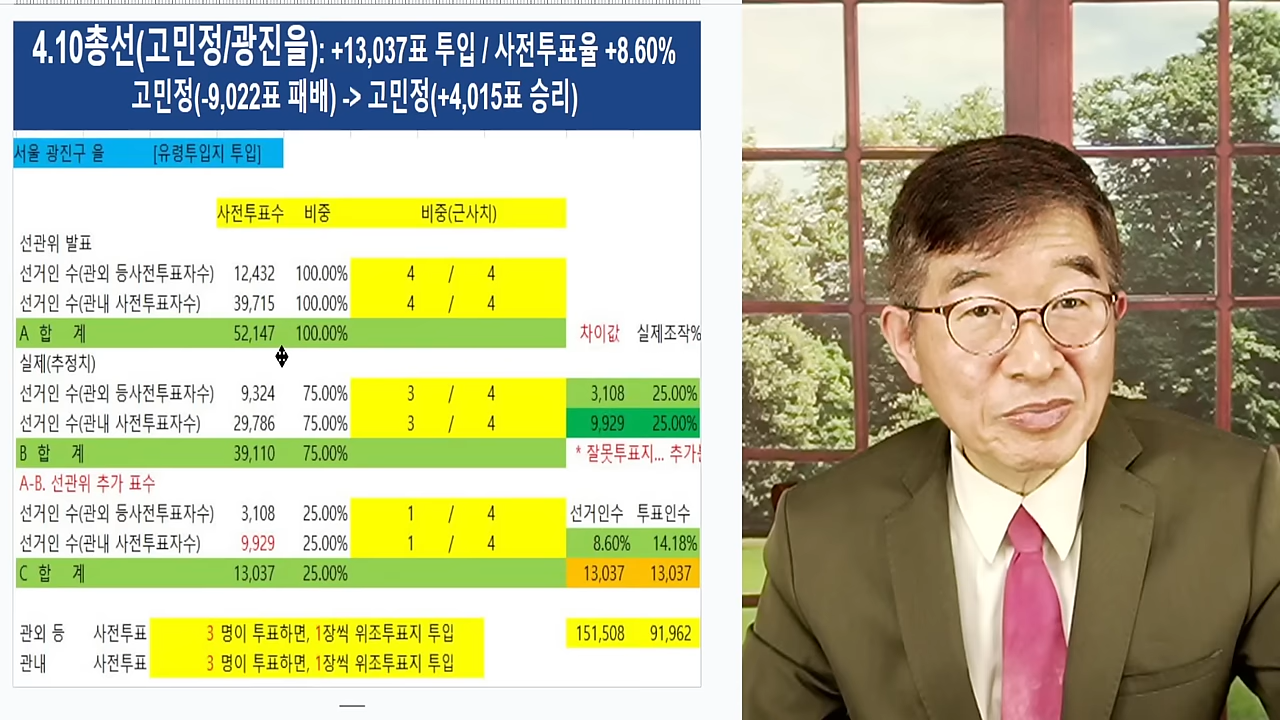 4.10총선(고민정/광진을): +13,037표 투입 / 사전투표율 +8.60%
고민정(-9,022표 패배) -> 고민정(+4,015표 승리)
서울 광진구 을 [유령투입지 투입]
사전투표수 비중 비중(근사치)
선관위 발표
선거인 수(관외 등사전투표자수) 12,432 100.00% 4 / 4
선거인 수(관내 사전투표자수) 39,715 100.00% 4 / 4
A 합 계 52,147 100.00% 차이값 실제조작%
실제(추정치)
선거인 수(관외 등사전투표자수) 9,324 75.00% 3 / 4 3,108 25.00%
선거인 수(관내 사전투표자수) 29,786 75.00% 3 / 4 9,929 25.00%
B 합 계 39,110 75.00% * 잘못투표지... 추가
A-B. 선관위 추가 표수
선거인 수(관외 등사전투표자수) 3,108 25.00% 1 / 4 선거인수 투표인수
선거인 수(관내 사전투표자수) 9,929 25.00% 1 / 4 8.60% 14.18%
C 합 계 13,037 25.00% 13,037 13,037
관외 등 사전투표 3 명이 투표하면, 1장씩 위조투표지 투입 151,508 91,962
관내 사전투표 3 명이 투표하면, 1장씩 위조투표지 투입